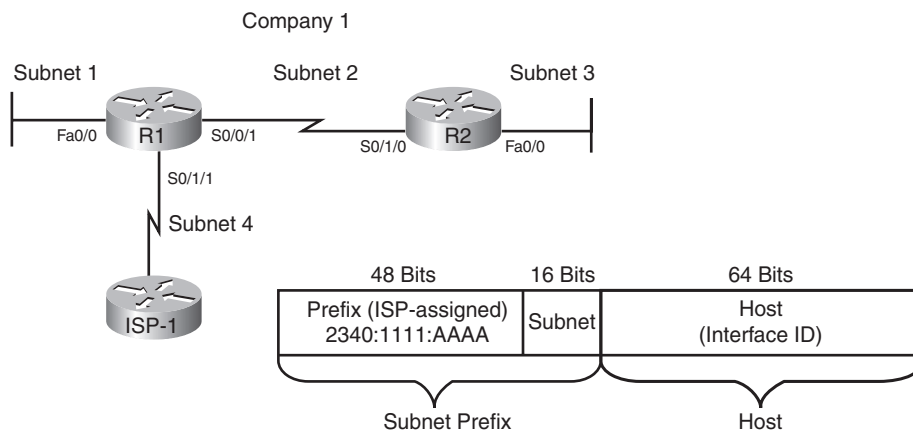 Company 1
Subnet 1
Subnet 2
Subnet 3
Fa0/0
R1
S0/0/1
S0/1/0
R2
Fa0/0
S0/1/1
Subnet 4
ISP-1
48 Bits
16 Bits
64 Bits
Prefix (ISP-assigned)
2340:1111:AAAA
Subnet
Host
(Interface ID)
Subnet Prefix
Host